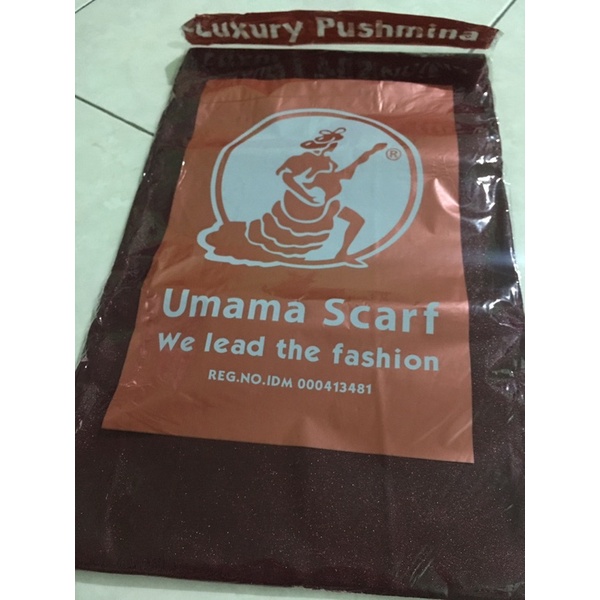 Luxury Pushmina
®
Umama Scarf
We lead the fashion
REG.NO.IDM 000413481